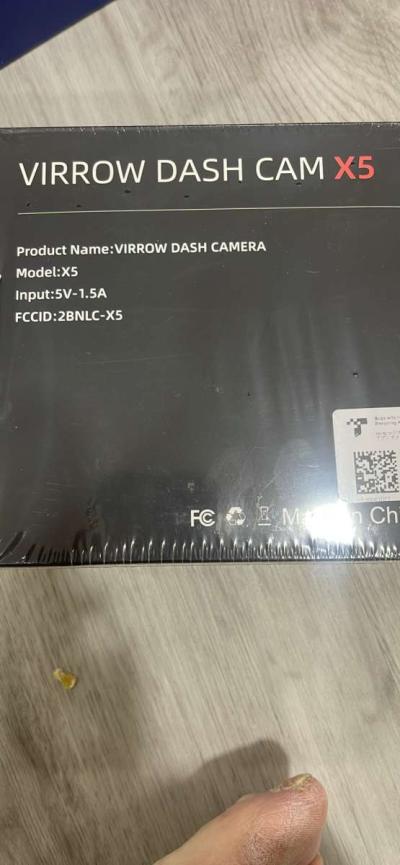 VIRROW DASH CAM X5
Product Name:VIRROW DASH CAMERA
Model:X5
Input:5V-1.5A
FCCID:2BNLC-X5
FC